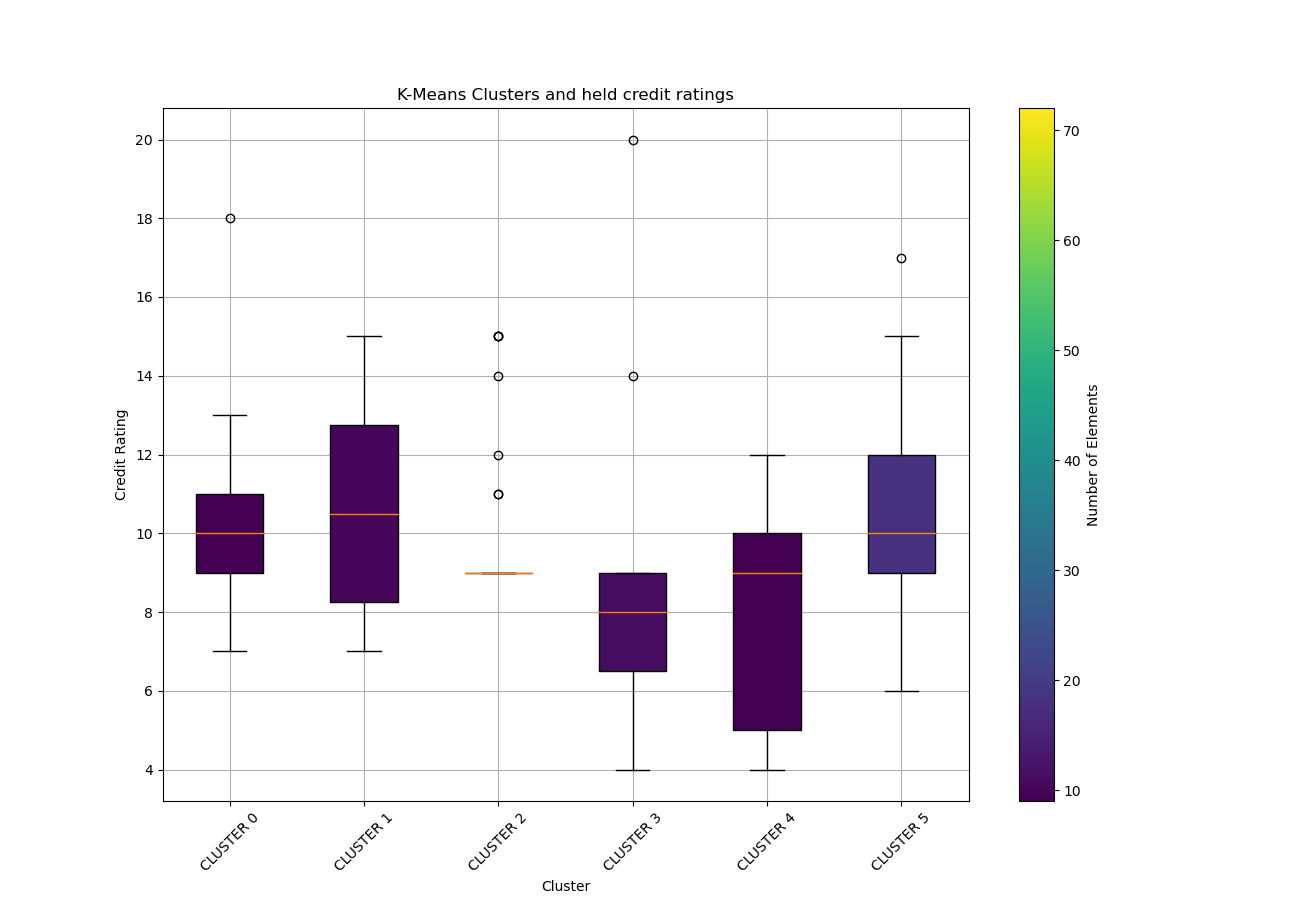 K-Means Clusters and held credit ratings
Credit Rating
20
18
16
14
12
10
8
6
4
CLUSTER 0
CLUSTER 1
CLUSTER 2
CLUSTER 3
CLUSTER 4
CLUSTER 5
Cluster
70
60
50
40
30
20
10
Number of Elements